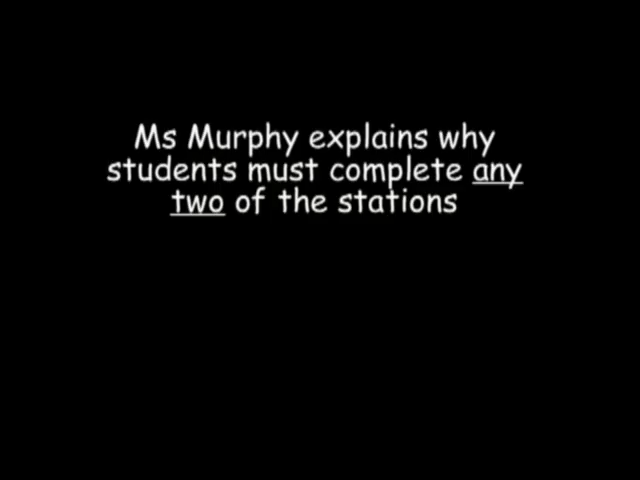 Ms Murphy explains why
students must complete any
two of the stations